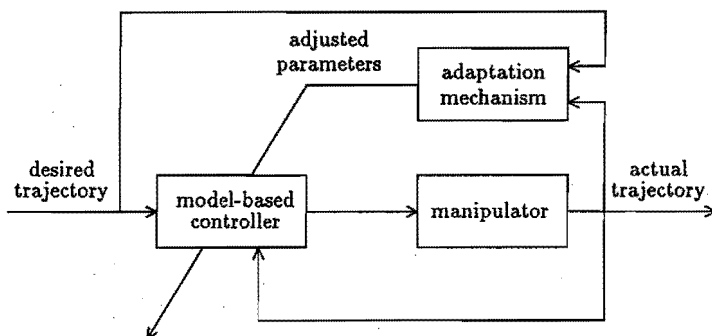 adjusted
parameters
adaptation
mechanism
desired
trajectory
model-based
controller
manipulator
actual
trajectory